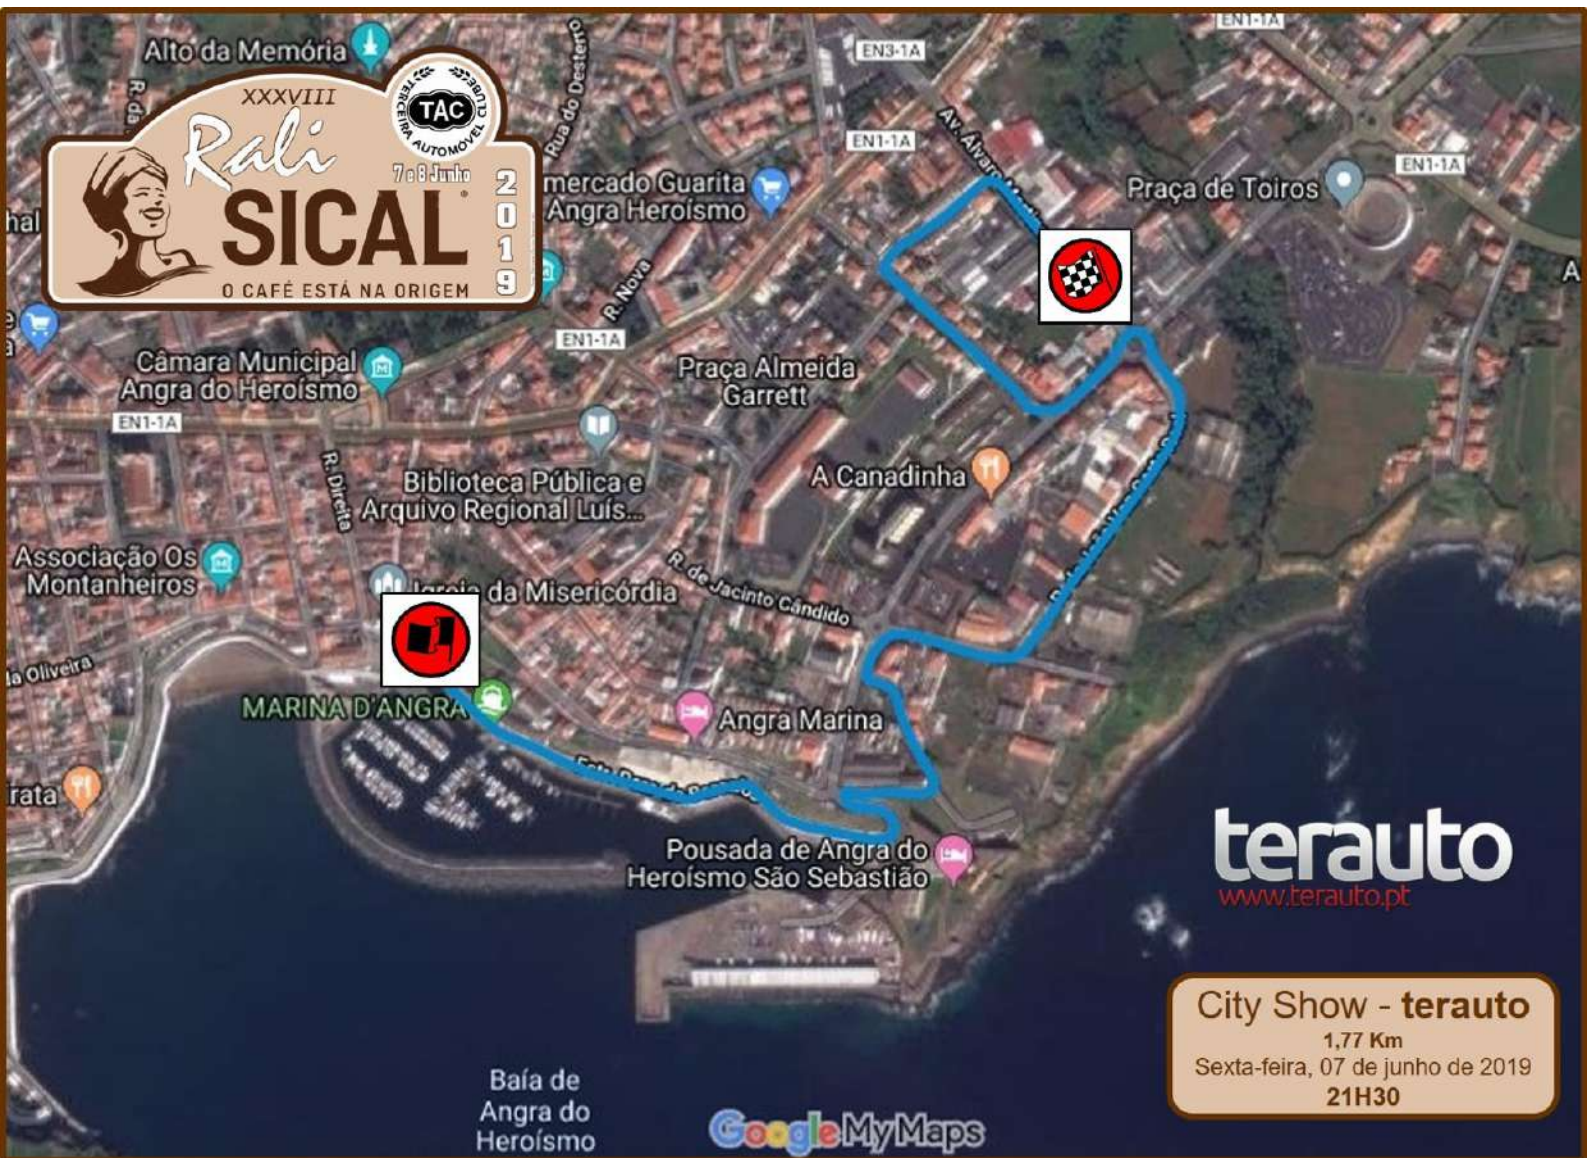 Alto da Memória
EN3-1A
EN1-1A
XXXVIII
Rali
SICAL
O CAFÉ ESTÁ NA ORIGEM
7 e 8 Junho
2019
TAC
TERCEIRA AUTOMÓVEL CLUBE
Rua do Desterro
EN1-1A
Av. Álvaro
mercado Guarita
Angra Heroísmo
Praça de Toiros
EN1-1A
R. Nova
EN1-1A
Câmara Municipal
Angra do Heroísmo
EN1-1A
R. Direita
Praça Almeida
Garrett
Biblioteca Pública e
Arquivo Regional Luís...
A Canadinha
Associação Os
Montanheiros
da Misericórdia
R. de Jacinto Cândido
la Oliveira
MARINA D'ANGRA
Angra Marina
rata
Pousada de Angra do
Heroísmo São Sebastião
terauto
www.terauto.pt
City Show - terauto
1,77 Km
Sexta-feira, 07 de junho de 2019
21H30
Baía de
Angra do
Heroísmo
Google My Maps